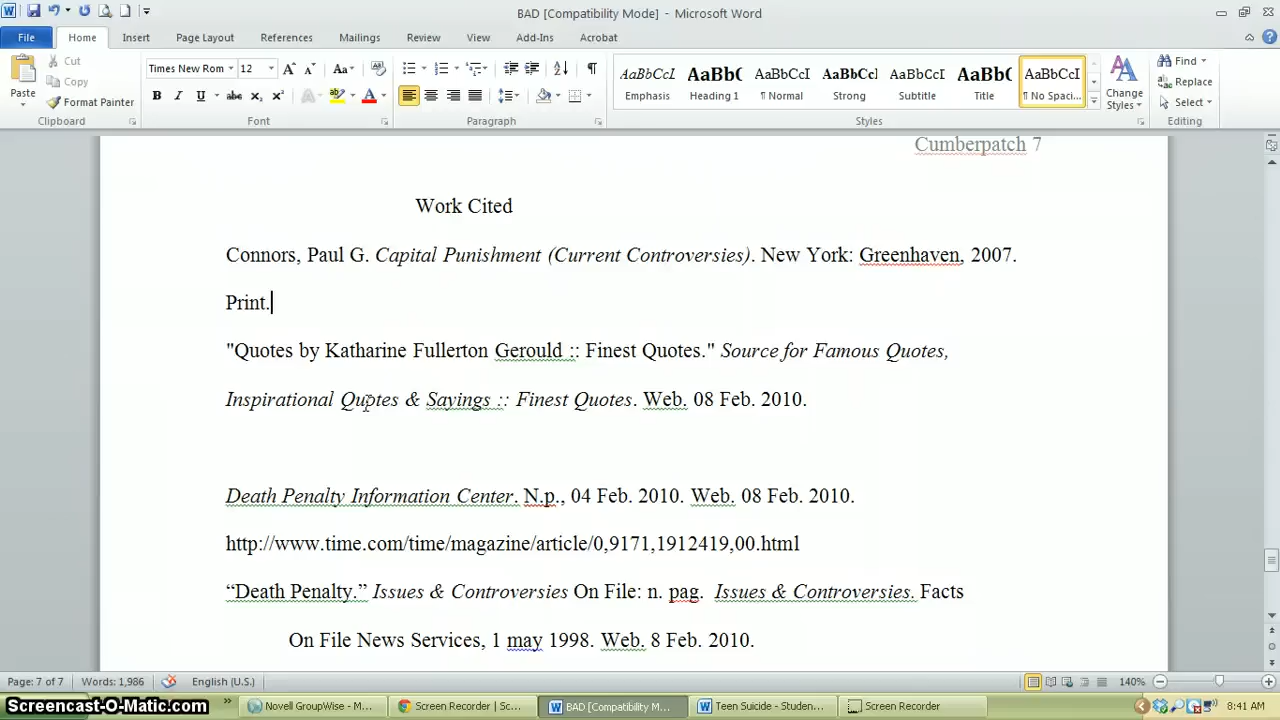 BAD [Compatibility Mode] - Microsoft Word
File Home Insert Page Layout References Mailings Review View Add-Ins Acrobat
Paste Cut Copy Format Painter
Clipboard
Times New Rom 12
Font
Paragraph
AaBbCcI AaBb( AaBbCcI AaBbCcl AaBbCcI AaBb( AaBbCcI
Emphasis Heading 1 ¶ Normal Strong Subtitle Title ¶ No Spaci...
Change Styles
Styles
Find
Replace
Select
Editing
Cumberpatch 7
Work Cited
Connors, Paul G. Capital Punishment (Current Controversies). New York: Greenhaven, 2007.
Print.
"Quotes by Katharine Fullerton Gerould :: Finest Quotes." Source for Famous Quotes,
Inspirational Quotes & Sayings :: Finest Quotes. Web. 08 Feb. 2010.
Death Penalty Information Center. N.p., 04 Feb. 2010. Web. 08 Feb. 2010.
http://www.time.com/time/magazine/article/0,9171,1912419,00.html
“Death Penalty.” Issues & Controversies On File: n. pag. Issues & Controversies. Facts
On File News Services, 1 may 1998. Web. 8 Feb. 2010.
Page: 7 of 7 Words: 1,986 English (U.S.) 140%
Screencast-O-Matic.com Novell GroupWise - M... Screen Recorder | Sc... BAD [Compatibility M... Teen Suicide - Studen... Screen Recorder 8:41 AM